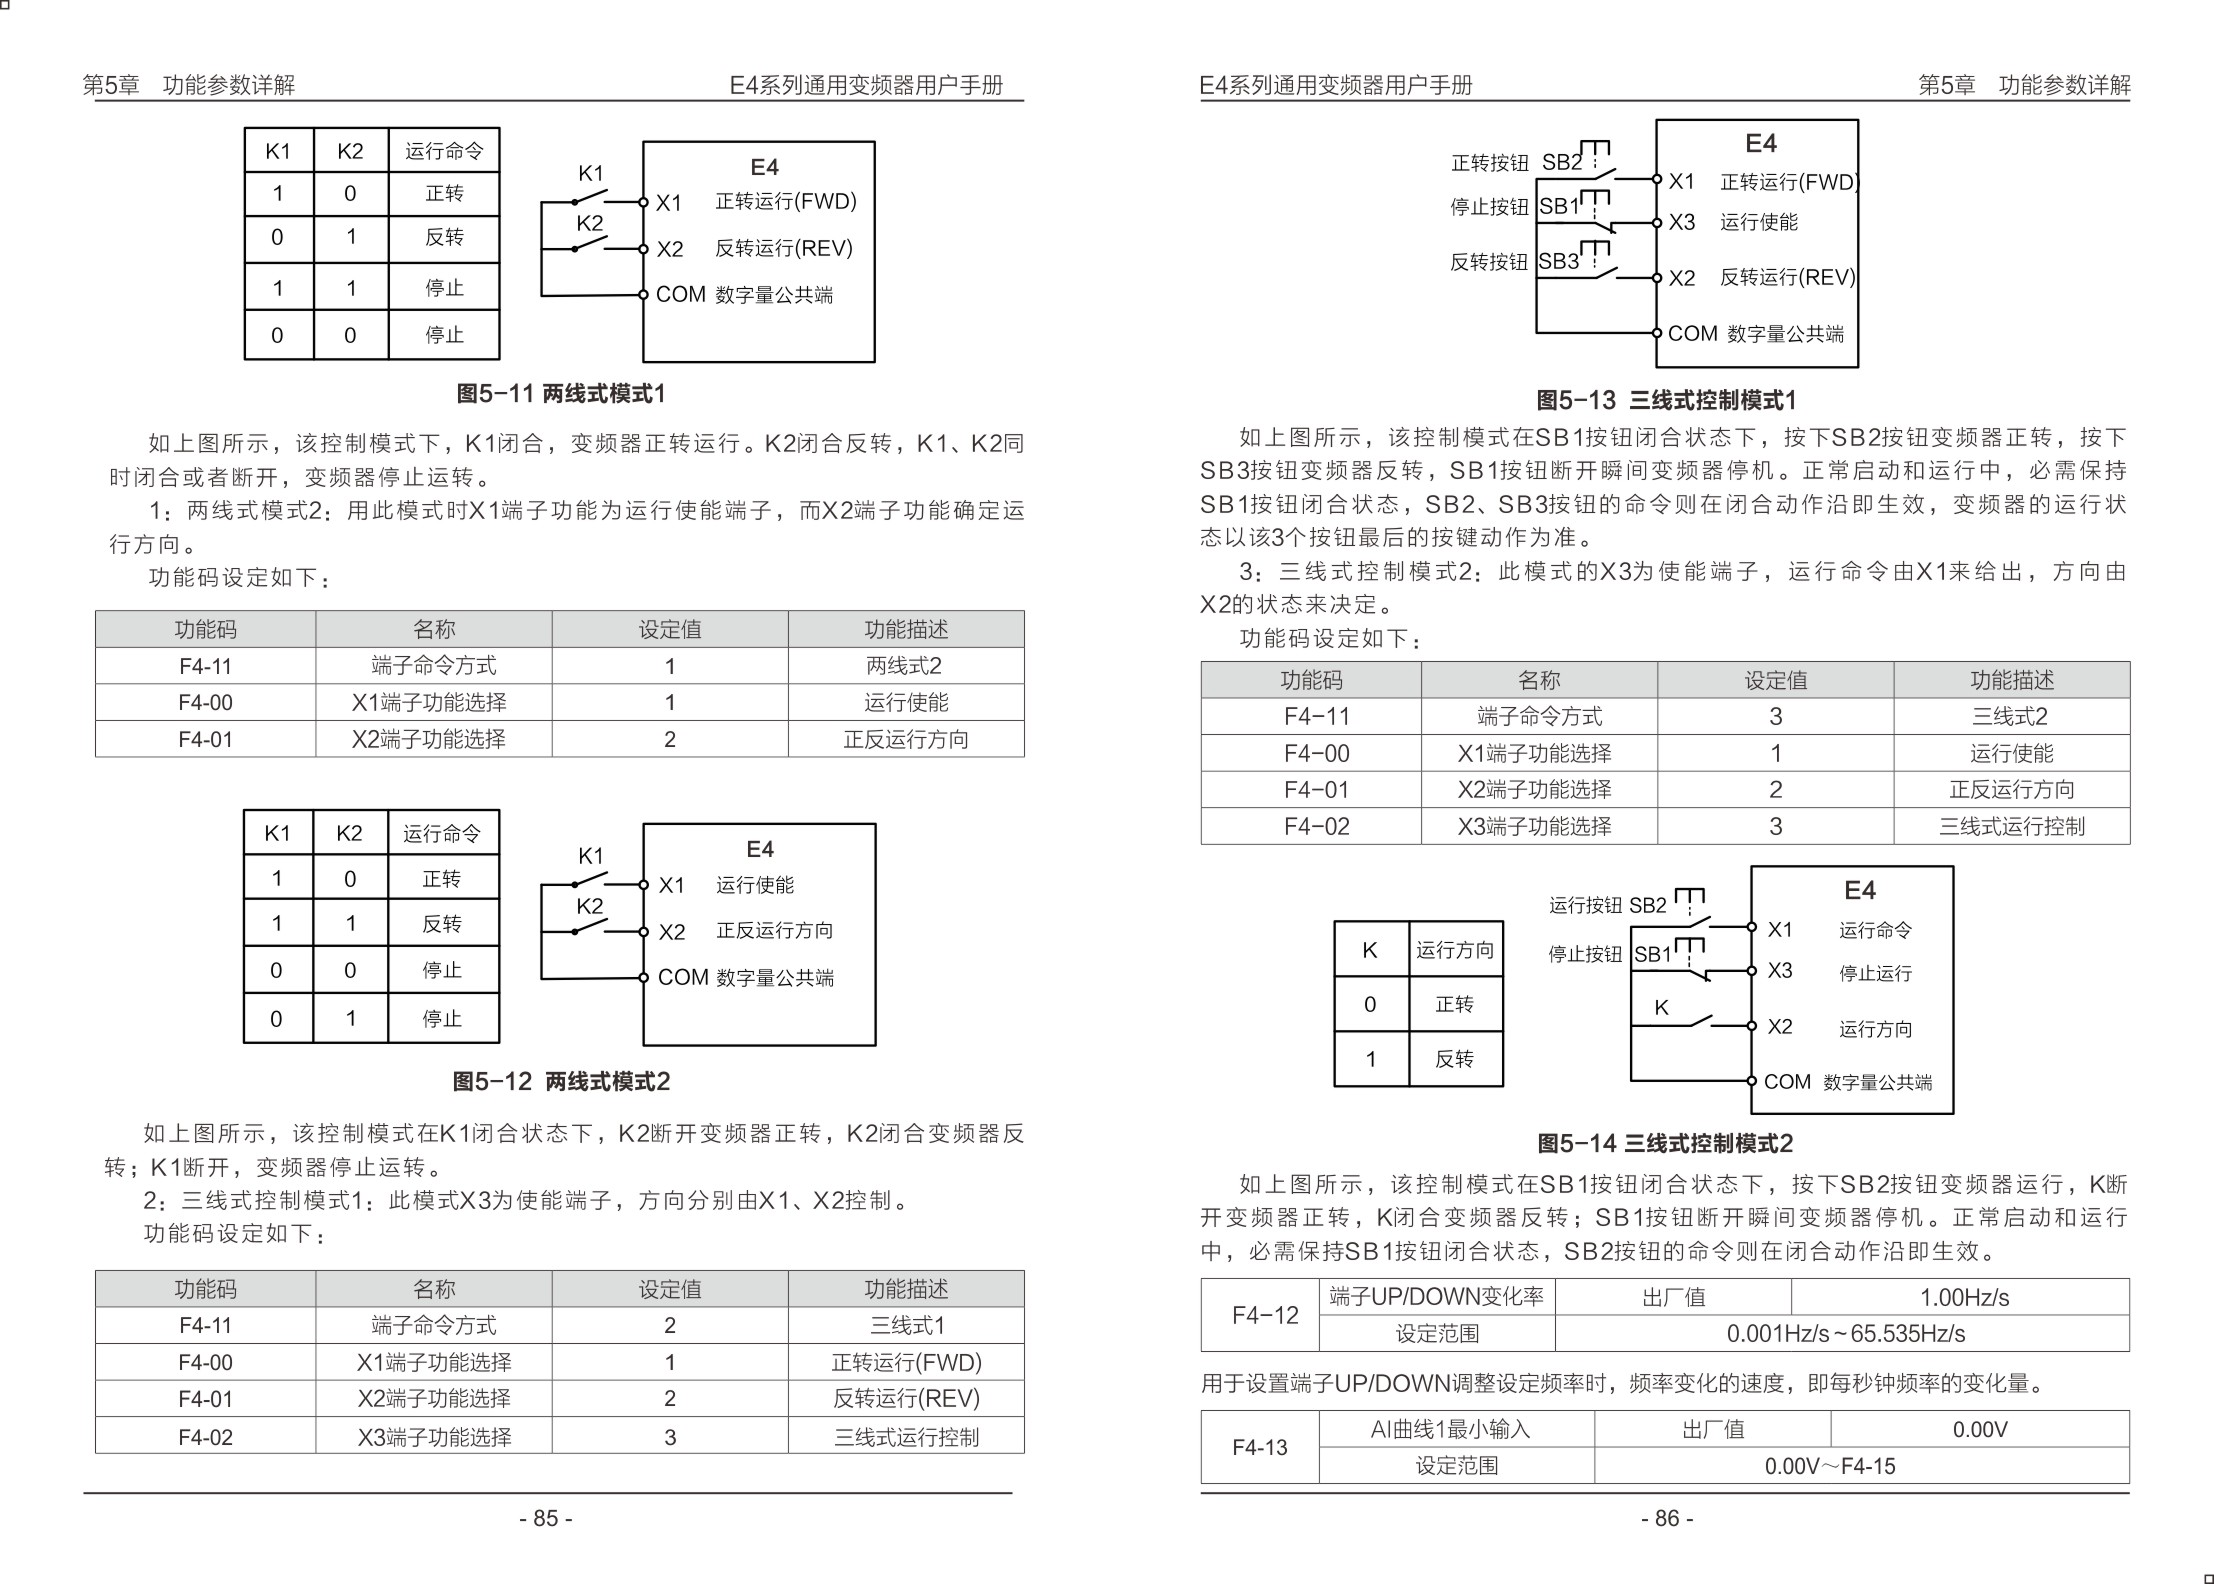 第5章 功能参数详解 E4系列通用变频器用户手册
K1 K2 运行命令
1 0 正转
0 1 反转
1 1 停止
0 0 停止
E4
K1
X1 正转运行(FWD)
K2
X2 反转运行(REV)
COM 数字量公共端
图5-11 两线式模式1
如上图所示，该控制模式下，K1闭合，变频器正转运行。K2闭合反转，K1、K2同
时闭合或者断开，变频器停止运转。
1：两线式模式2：用此模式时X1端子功能为运行使能端子，而X2端子功能确定运
行方向。
功能码设定如下：
功能码 名称 设定值 功能描述
F4-11 端子命令方式 1 两线式2
F4-00 X1端子功能选择 1 运行使能
F4-01 X2端子功能选择 2 正反运行方向
K1 K2 运行命令
1 0 正转
1 1 反转
0 0 停止
0 1 停止
E4
K1
X1 运行使能
K2
X2 正反运行方向
COM 数字量公共端
图5-12 两线式模式2
如上图所示，该控制模式在K1闭合状态下，K2断开变频器正转，K2闭合变频器反
转；K1断开，变频器停止运转。
2：三线式控制模式1：此模式X3为使能端子，方向分别由X1、X2控制。
功能码设定如下：
功能码 名称 设定值 功能描述
F4-11 端子命令方式 2 三线式1
F4-00 X1端子功能选择 1 正转运行(FWD)
F4-01 X2端子功能选择 2 反转运行(REV)
F4-02 X3端子功能选择 3 三线式运行控制
- 85 -
E4系列通用变频器用户手册 第5章 功能参数详解
E4
正转按钮 SB2
X1 正转运行(FWD)
停止按钮 SB1
X3 运行使能
反转按钮 SB3
X2 反转运行(REV)
COM 数字量公共端
图5-13 三线式控制模式1
如上图所示，该控制模式在SB1按钮闭合状态下，按下SB2按钮变频器正转，按下
SB3按钮变频器反转，SB1按钮断开瞬间变频器停机。正常启动和运行中，必需保持
SB1按钮闭合状态，SB2、SB3按钮的命令则在闭合动作沿即生效，变频器的运行状
态以该3个按钮最后的按键动作为准。
3：三线式控制模式2：此模式的X3为使能端子，运行命令由X1来给出，方向由
X2的状态来决定。
功能码设定如下：
功能码 名称 设定值 功能描述
F4-11 端子命令方式 3 三线式2
F4-00 X1端子功能选择 1 运行使能
F4-01 X2端子功能选择 2 正反运行方向
F4-02 X3端子功能选择 3 三线式运行控制
K 运行方向
0 正转
1 反转
E4
运行按钮 SB2
X1 运行命令
停止按钮 SB1
X3 停止运行
K
X2 运行方向
COM 数字量公共端
图5-14 三线式控制模式2
如上图所示，该控制模式在SB1按钮闭合状态下，按下SB2按钮变频器运行，K断
开变频器正转，K闭合变频器反转；SB1按钮断开瞬间变频器停机。正常启动和运行
中，必需保持SB1按钮闭合状态，SB2按钮的命令则在闭合动作沿即生效。
F4-12 端子UP/DOWN变化率 出厂值 1.00Hz/s
设定范围 0.001Hz/s～65.535Hz/s
用于设置端子UP/DOWN调整设定频率时，频率变化的速度，即每秒钟频率的变化量。
F4-13 AI曲线1最小输入 出厂值 0.00V
设定范围 0.00V～F4-15
- 86 -